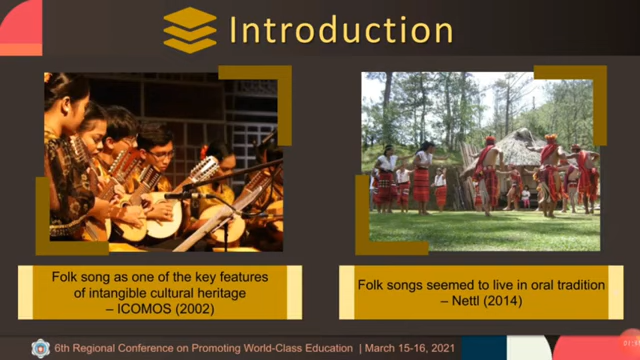 Introduction
Folk song as one of the key features
of intangible cultural heritage
– ICOMOS (2002)
Folk songs seemed to live in oral tradition
– Nettl (2014)
6th Regional Conference on Promoting World-Class Education | March 15-16, 2021